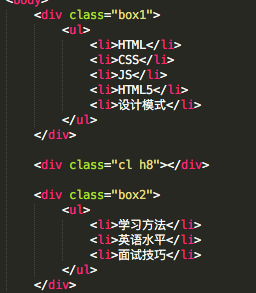 <body>
<div class="box1">
<ul>
<li>HTML</li>
<li>CSS</li>
<li>JS</li>
<li>HTML5</li>
<li>设计模式</li>
</ul>
</div>
<div class="cl h8"></div>
<div class="box2">
<ul>
<li>学习方法</li>
<li>英语水平</li>
<li>面试技巧</li>
</ul>
</div>